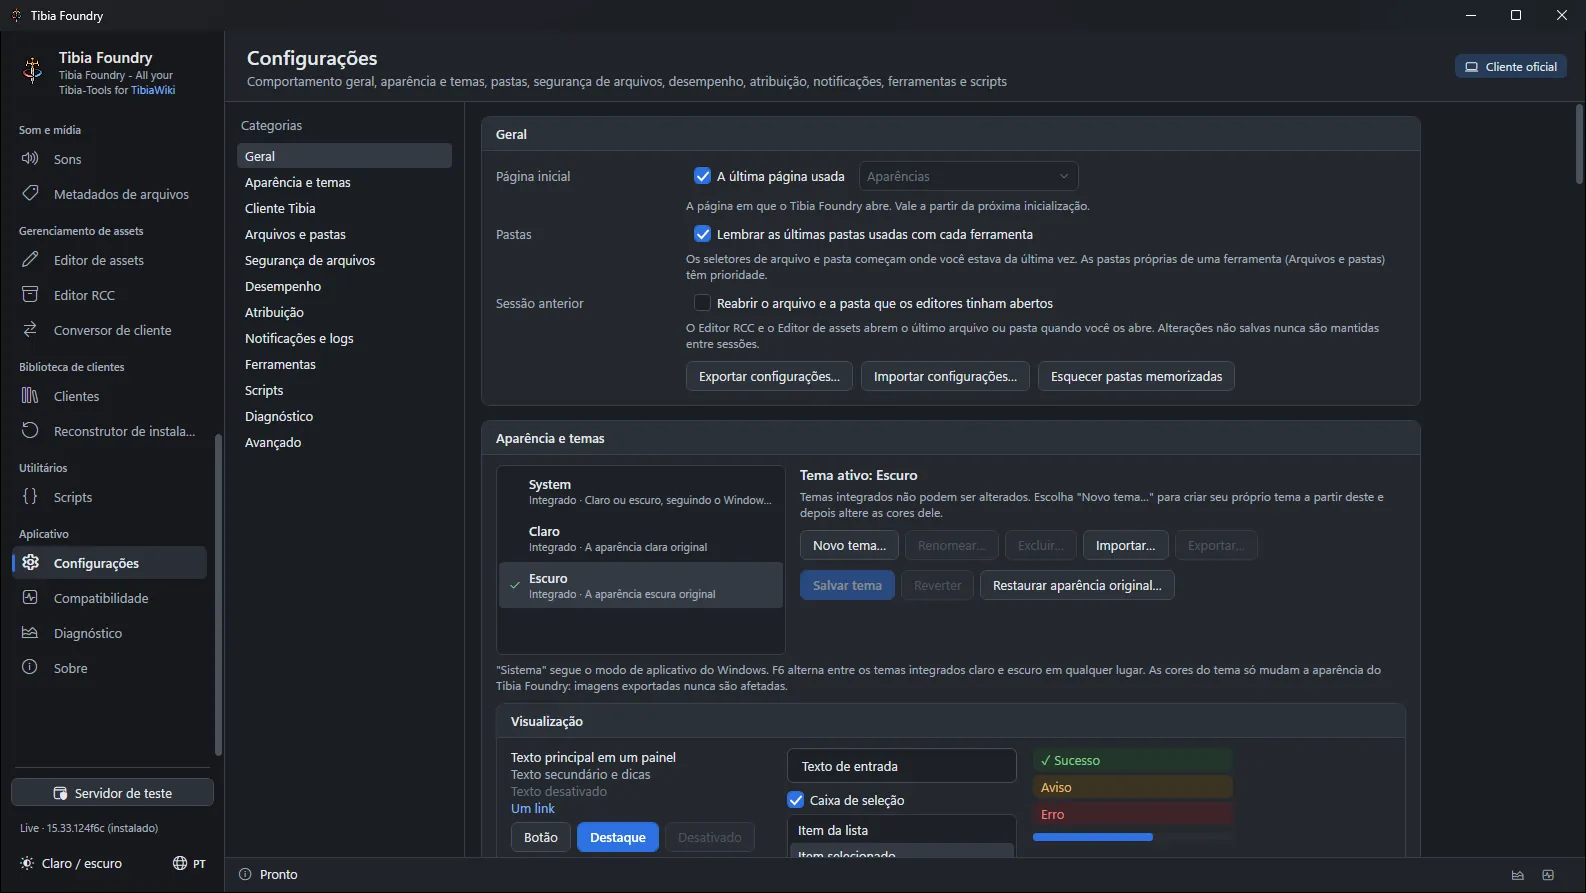 Tibia Foundry
Tibia Foundry
Tibia Foundry - All your
Tibia-Tools for TibiaWiki
Som e mídia
Sons
Metadados de arquivos
Gerenciamento de assets
Editor de assets
Editor RCC
Conversor de cliente
Biblioteca de clientes
Clientes
Reconstrutor de instala...
Utilitários
Scripts
Aplicativo
Configurações
Compatibilidade
Diagnóstico
Sobre
Servidor de teste
Live · 15.33.124f6c (instalado)
Claro / escuro
PT
Configurações
Comportamento geral, aparência e temas, pastas, segurança de arquivos, desempenho, atribuição, notificações, ferramentas e scripts
Cliente oficial
Categorias
Geral
Aparência e temas
Cliente Tibia
Arquivos e pastas
Segurança de arquivos
Desempenho
Atribuição
Notificações e logs
Ferramentas
Scripts
Diagnóstico
Avançado
Geral
Página inicial
A última página usada
Aparências
A página em que o Tibia Foundry abre. Vale a partir da próxima inicialização.
Pastas
Lembrar as últimas pastas usadas com cada ferramenta
Os seletores de arquivo e pasta começam onde você estava da última vez. As pastas próprias de uma ferramenta (Arquivos e pastas)
têm prioridade.
Sessão anterior
Reabrir o arquivo e a pasta que os editores tinham abertos
O Editor RCC e o Editor de assets abrem o último arquivo ou pasta quando você os abre. Alterações não salvas nunca são mantidas
entre sessões.
Exportar configurações...
Importar configurações...
Esquecer pastas memorizadas
Aparência e temas
System
Integrado · Claro ou escuro, seguindo o Window...
Claro
Integrado · A aparência clara original
Escuro
Integrado · A aparência escura original
Tema ativo: Escuro
Temas integrados não podem ser alterados. Escolha "Novo tema..." para criar seu próprio tema a partir deste e
depois altere as cores dele.
Novo tema...
Renomear...
Excluir...
Importar...
Exportar...
Salvar tema
Reverter
Restaurar aparência original...
"Sistema" segue o modo de aplicativo do Windows. F6 alterna entre os temas integrados claro e escuro em qualquer lugar. As cores do tema só mudam a aparência do
Tibia Foundry: imagens exportadas nunca são afetadas.
Visualização
Texto principal em um painel
Texto secundário e dicas
Texto desativado
Um link
Botão
Destaque
Desativado
Texto de entrada
Caixa de seleção
Item da lista
Item selecionado
✓ Sucesso
Aviso
Erro
Pronto